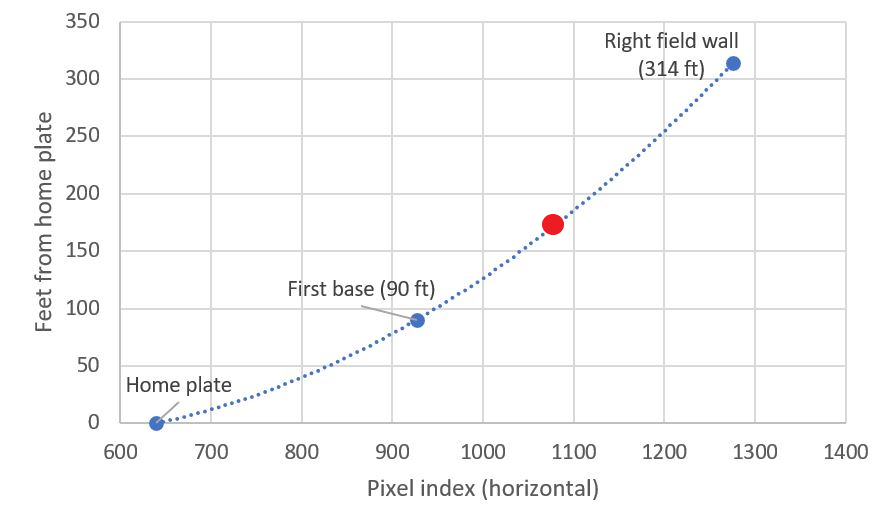 350
300
250
200
150
100
50
0
Feet from home plate
Right field wall
(314 ft)
First base (90 ft)
Home plate
600 700 800 900 1000 1100 1200 1300 1400
Pixel index (horizontal)